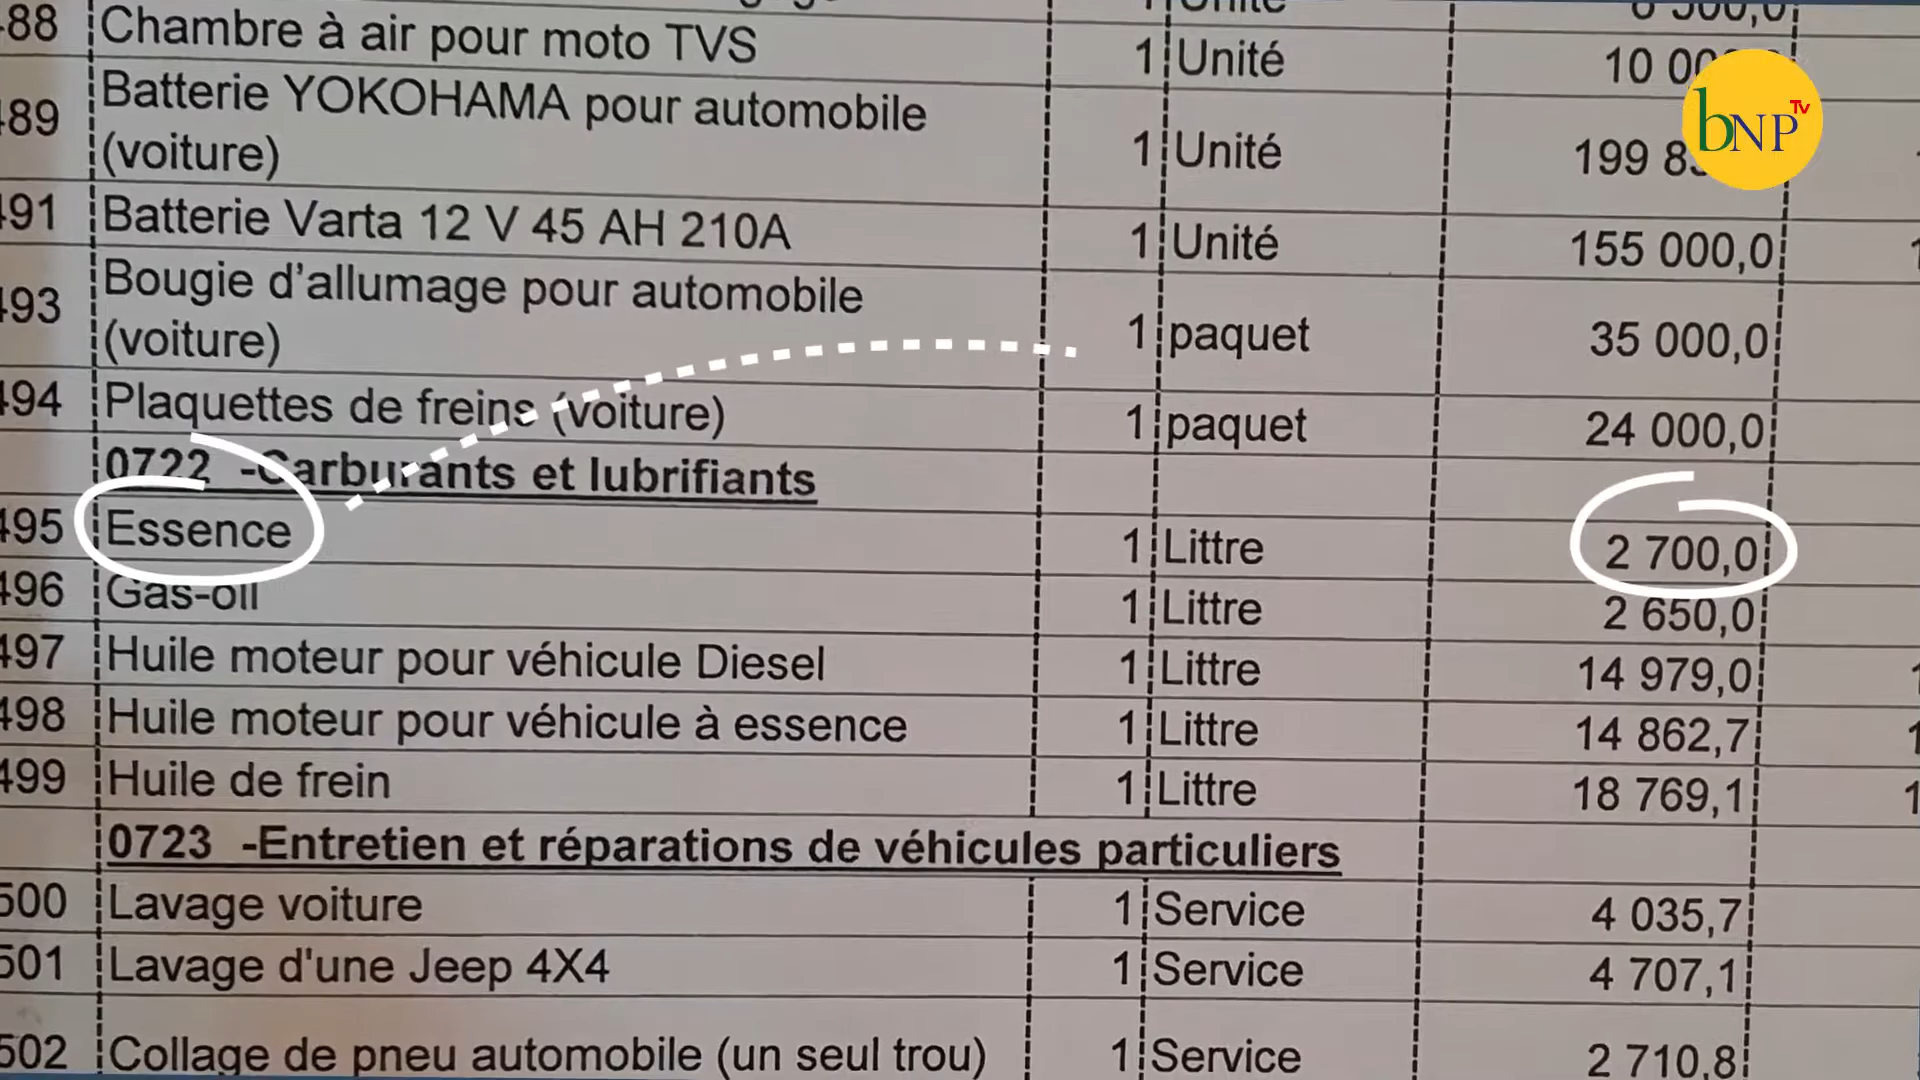 488 Chambre à air pour moto TVS 1 Unité
Batterie YOKOHAMA pour automobile
489 (voiture) 1 Unité
bNP Tv
491 Batterie Varta 12 V 45 AH 210A 1 Unité 155 000,0
Bougie d'allumage pour automobile
493 (voiture) 1 paquet 35 000,0
494 Plaquettes de freins (voiture) 1 paquet 24 000,0
0722 -Carburants et lubrifiants
495 Essence 1 Littre 2 700,0
496 Gas-oil 1 Littre 2 650,0
497 Huile moteur pour véhicule Diesel 1 Littre 14 979,0
498 Huile moteur pour véhicule à essence 1 Littre 14 862,7
499 Huile de frein 1 Littre 18 769,1
0723 -Entretien et réparations de véhicules particuliers
500 Lavage voiture 1 Service 4 035,7
501 Lavage d'une Jeep 4X4 1 Service 4 707,1
502 Collage de pneu automobile (un seul trou) 1 Service 2 710,8